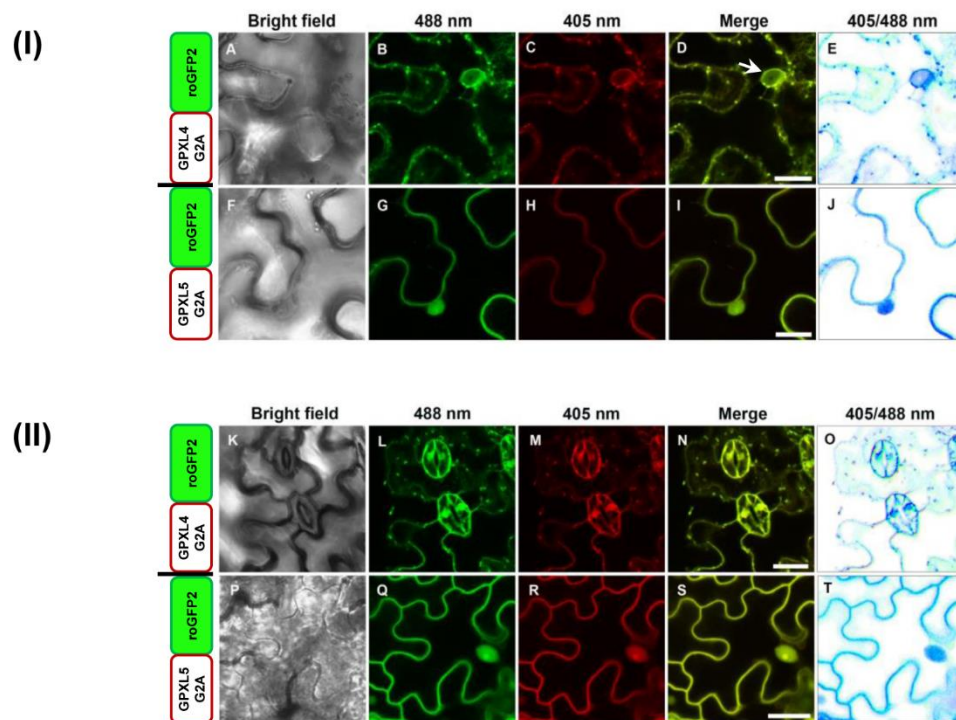 (I)
Bright field 488 nm 405 nm Merge 405/488 nm
roGFP2
GPXL4
G2A
A B C D E
roGFP2
GPXL5
G2A
F G H I J
(II)
Bright field 488 nm 405 nm Merge 405/488 nm
roGFP2
GPXL4
G2A
K L M N O
roGFP2
GPXL5
G2A
P Q R S T